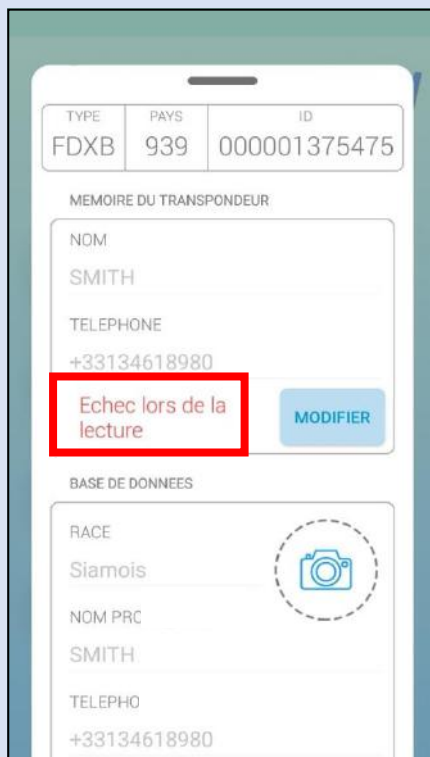 TYPE PAYS ID
FDXB 939 000001375475
MEMOIRE DU TRANSPONDEUR
NOM
SMITH
TELEPHONE
+33134618980
Echec lors de la
lecture
MODIFIER
BASE DE DONNEES
RACE
Siamois
NOM PRO
SMITH
TELEPHO
+33134618980